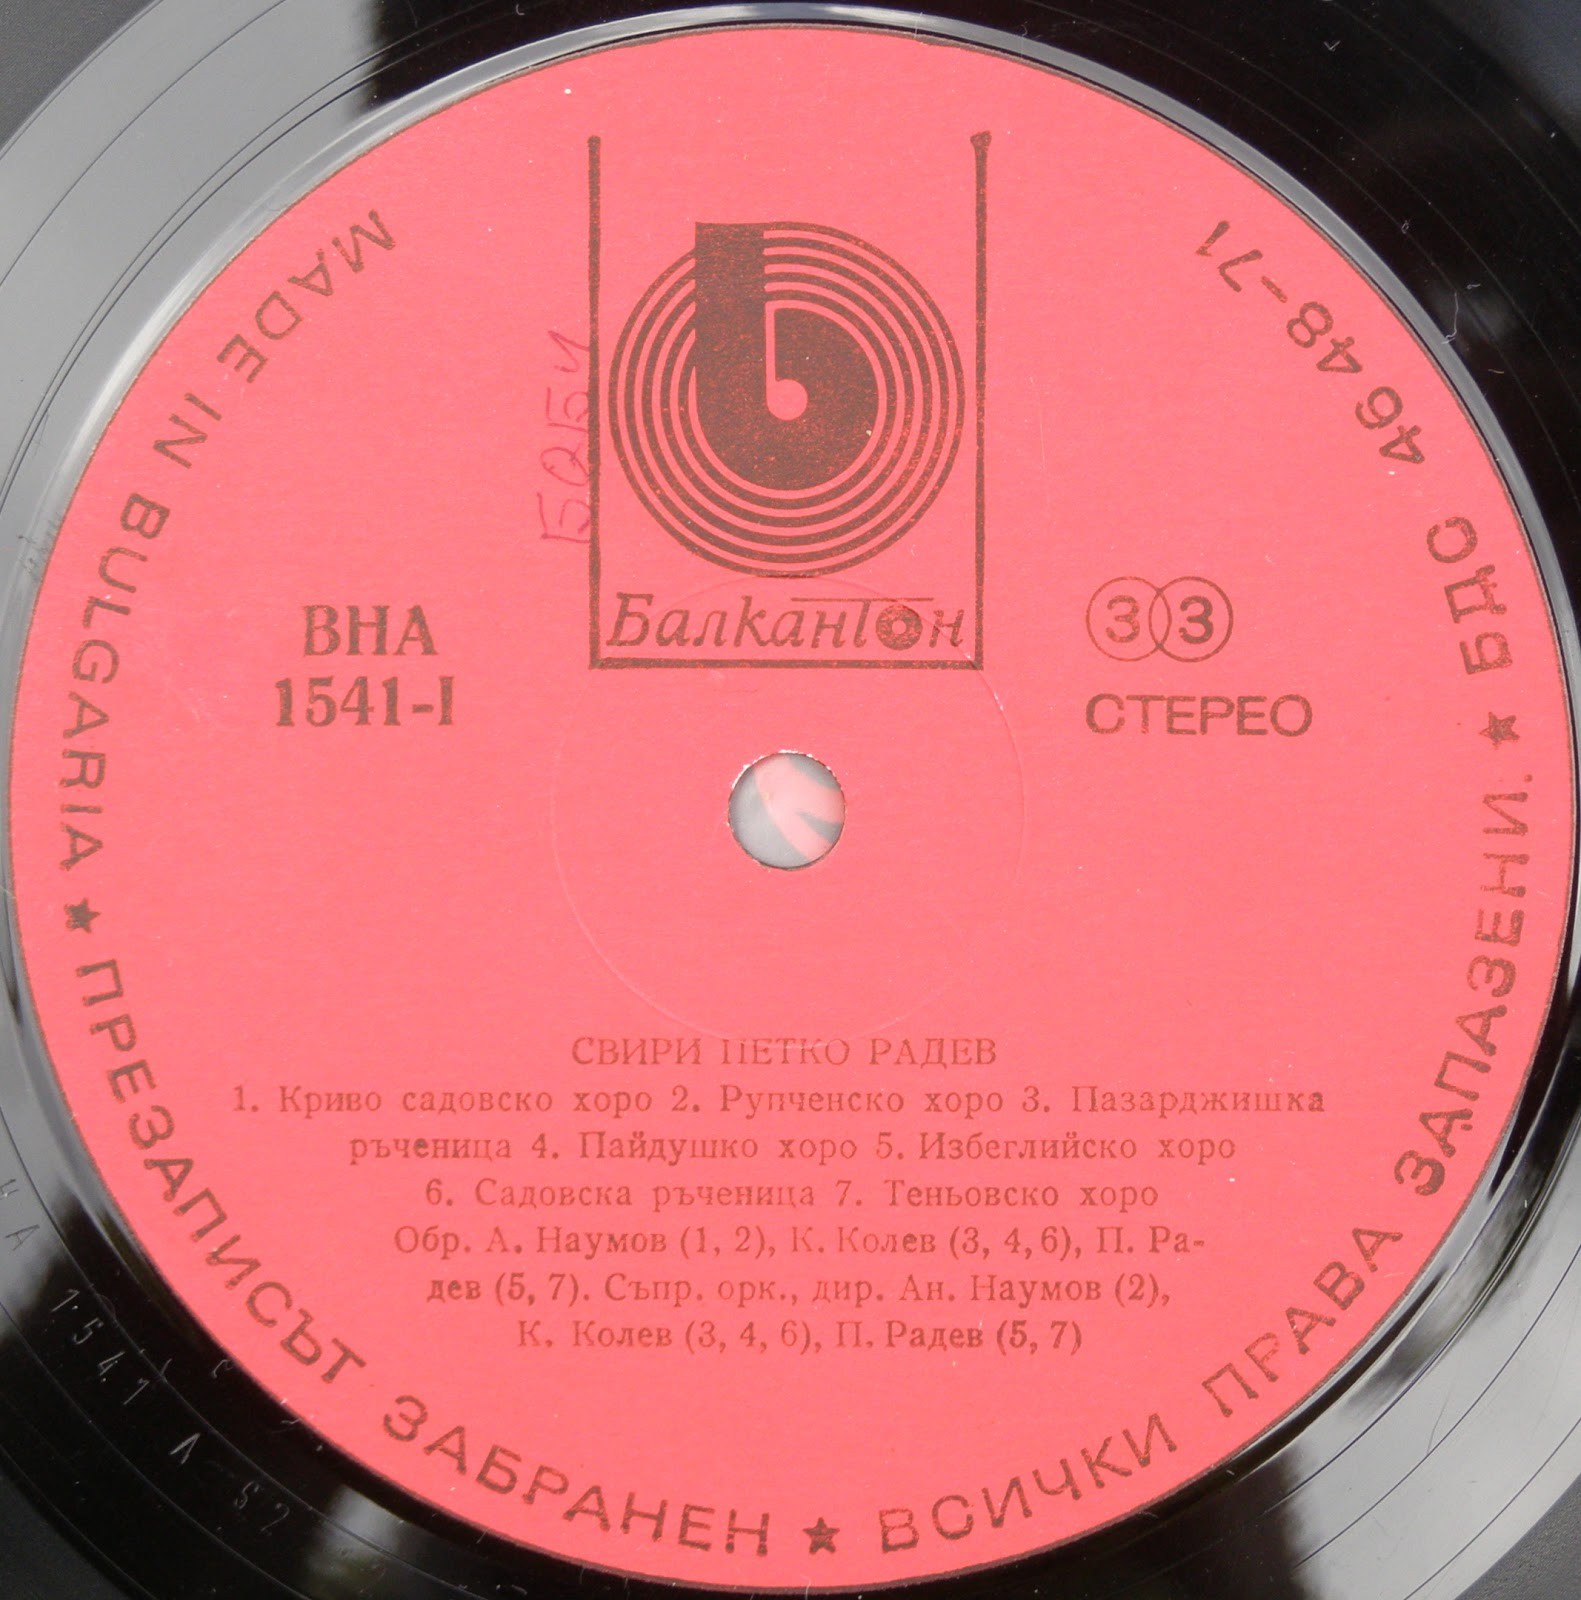 Балкантон
ВНА
1541-I
33
СТЕРЕО
СВИРИ ПЕТКО РАДЕВ
1. Криво садовско хоро 2. Рупченско хоро 3. Пазарджишка
ръченица 4. Пайдушко хоро 5. Избеглийско хоро
6. Садовска ръченица 7. Теньовско хоро
Обр. А. Наумов (1, 2), К. Колев (3, 4, 6), П. Ра-
дев (5, 7). Съпр. орк., дир. Ан. Наумов (2),
К. Колев (3, 4, 6), П. Радев (5, 7)
MADE IN BULGARIA ★ ПРЕЗАПИСЪТ ЗАБРАНЕН ★ ВСИЧКИ ПРАВА ЗАПАЗЕНИ. ★ БДС 4648-71
1541 A